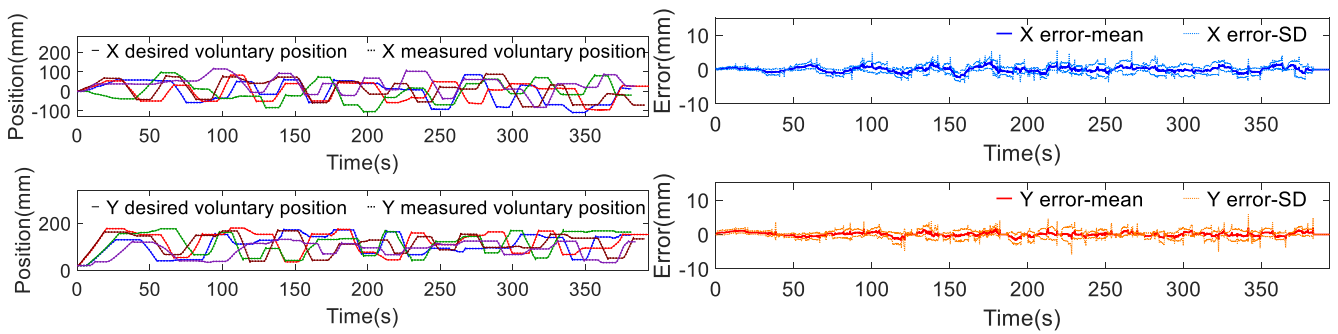 Position(mm)
200
100
0
-100
X desired voluntary position
X measured voluntary position
0 50 100 150 200 250 300 350
Time(s)
Error(mm)
10
0
-10
X error-mean
X error-SD
0 50 100 150 200 250 300 350
Time(s)
Position(mm)
200
0
Y desired voluntary position
Y measured voluntary position
0 50 100 150 200 250 300 350
Time(s)
Error(mm)
10
0
-10
Y error-mean
Y error-SD
0 50 100 150 200 250 300 350
Time(s)